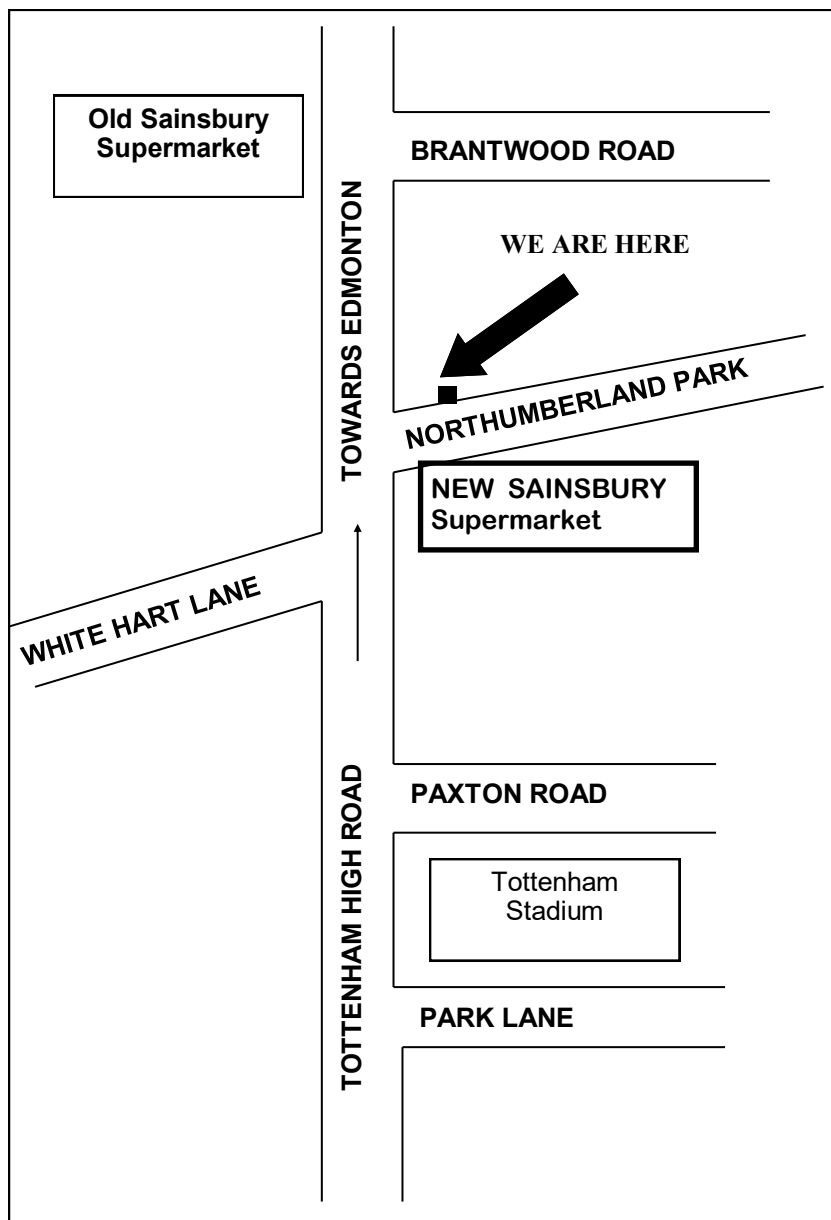 Old Sainsbury
Supermarket
BRANTWOOD ROAD
WE ARE HERE
TOWARDS EDMONTON
NORTHUMBERLAND PARK
NEW SAINSBURY
Supermarket
WHITE HART LANE
TOTTENHAM HIGH ROAD
PAXTON ROAD
Tottenham
Stadium
PARK LANE